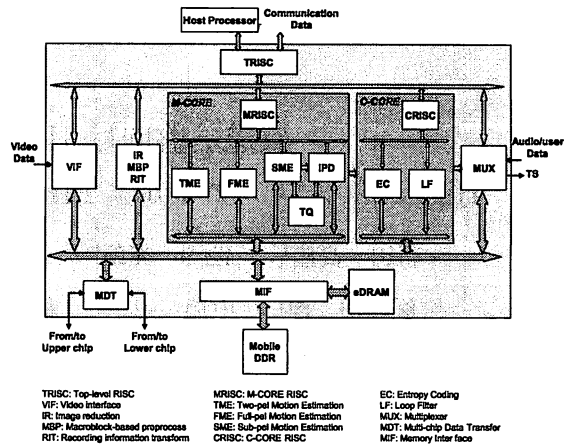 Host Processor
Communication
Data
TRISC
M-CORE
C-CORE
MRISC
CRISC
Video
Data
VIF
IR
MBP
RIT
TME
FME
SME
IPD
TQ
EC
LF
MUX
Audio/user
Data
TS
MDT
MIF
eDRAM
From/to
Upper chip
From/to
Lower chip
Mobile
DDR
TRISC: Top-level RISC
VIF: Video interface
IR: Image reduction
MBP: Macroblock-based proprocess
RIT: Recording information transform
MRISC: M-CORE RISC
TME: Two-pel Motion Estimation
FME: Full-pel Motion Estimation
SME: Sub-pel Motion Estimation
CRISC: C-CORE RISC
EC: Entropy Coding
LF: Loop Filter
MUX: Multiplexer
MDT: Multi-chip Data Transfer
MIF: Memory Inter face